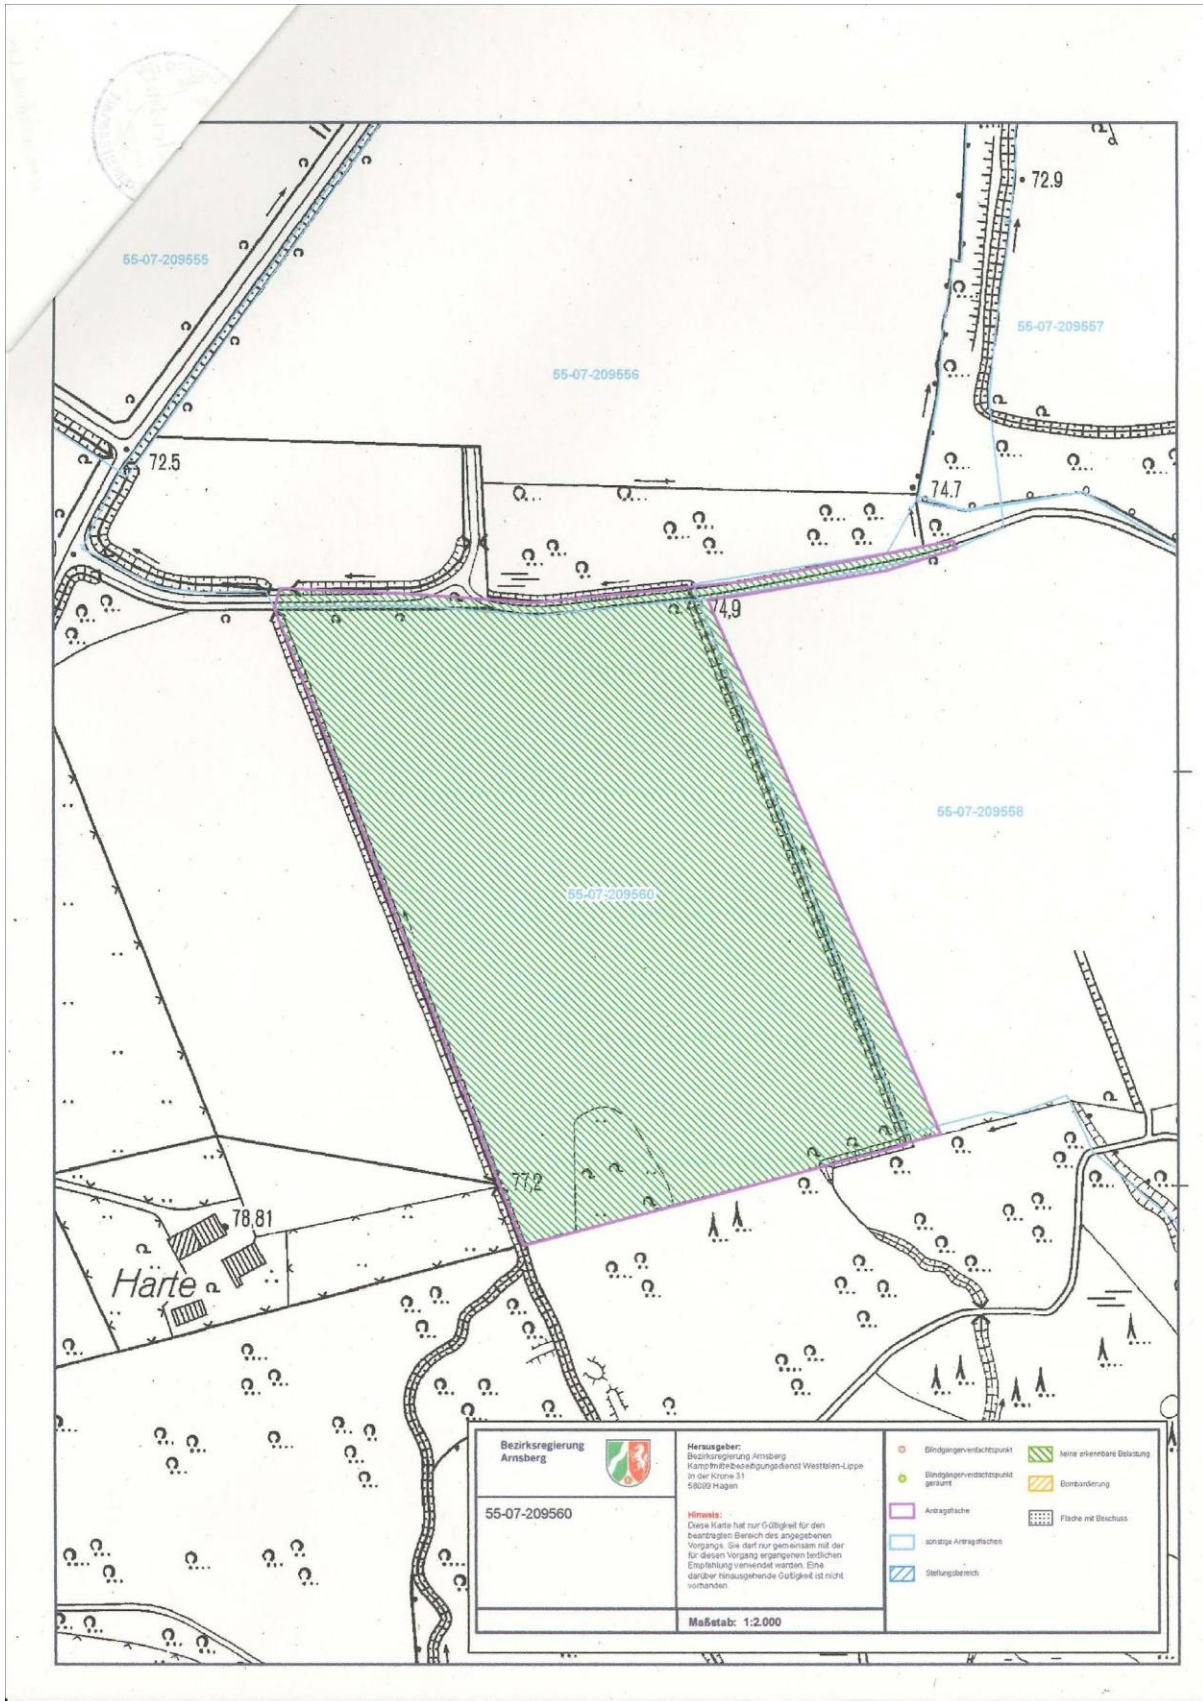 72.9
55-07-209555
55-07-209557
55-07-209556
72.5
74.7
74,9
55-07-209558
55-07-209560
77,2
78,81
Harte
Bezirksregierung
Arnsberg
55-07-209560
Herausgeber:
Bezirksregierung Arnsberg
Kampfmittelbeseitigungsdienst Westfalen-Lippe
In der Krone 31
58099 Hagen
Hinweis:
Diese Karte hat nur Gültigkeit für den
beantragten Bereich des angegebenen
Vorgangs. Sie darf nur gemeinsam mit der
für diesen Vorgang ergangenen textlichen
Empfehlung verwendet werden. Eine
darüber hinausgehende Gültigkeit ist nicht
vorhanden
Maßstab: 1:2.000
Blindgängerverdachtspunkt
Blindgängerverdachtspunkt
geräumt
Antragsfläche
sonstige Antragsflächen
Stellungsbereich
keine erkennbare Belastung
Bombardierung
Fläche mit Beschuss